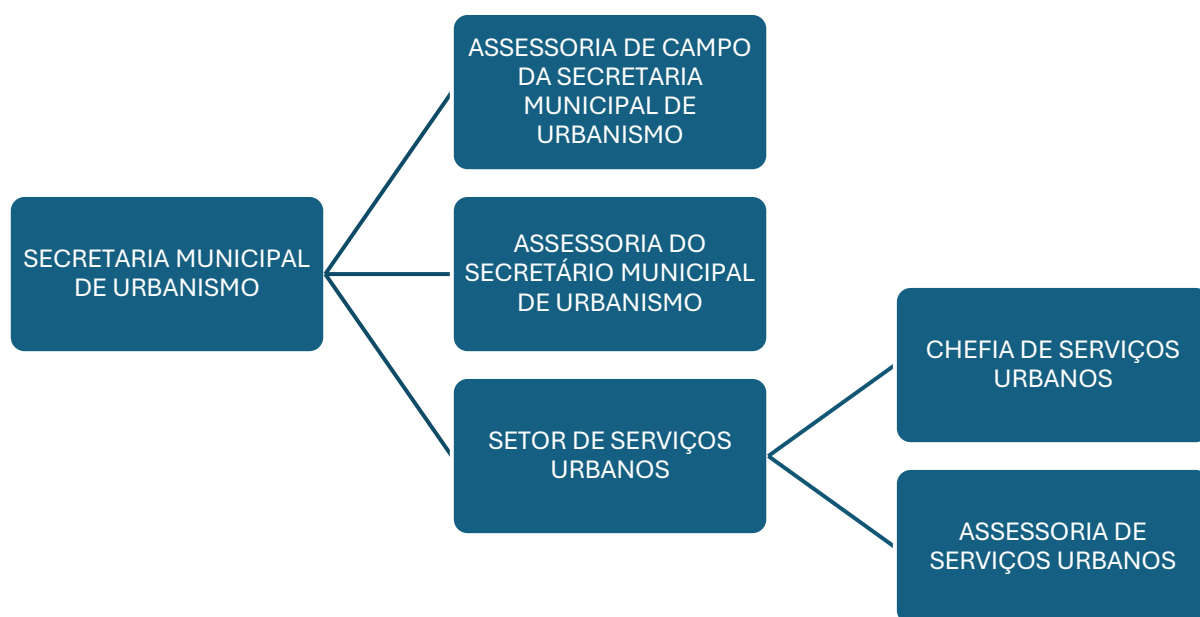 ASSESSORIA DE CAMPO
DA SECRETARIA
MUNICIPAL DE
URBANISMO
SECRETARIA MUNICIPAL
DE URBANISMO
ASSESSORIA DO
SECRETÁRIO MUNICIPAL
DE URBANISMO
SETOR DE SERVIÇOS
URBANOS
CHEFIA DE SERVIÇOS
URBANOS
ASSESSORIA DE
SERVIÇOS URBANOS